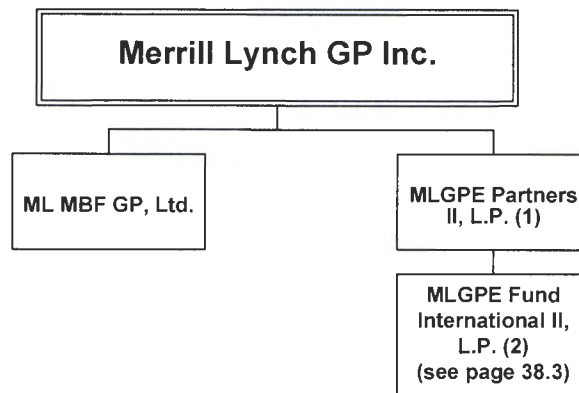 Merrill Lynch GP Inc.
ML MBF GP, Ltd.
MLGPE Partners
II, L.P. (1)
MLGPE Fund
International II,
L.P. (2)
(see page 38.3)